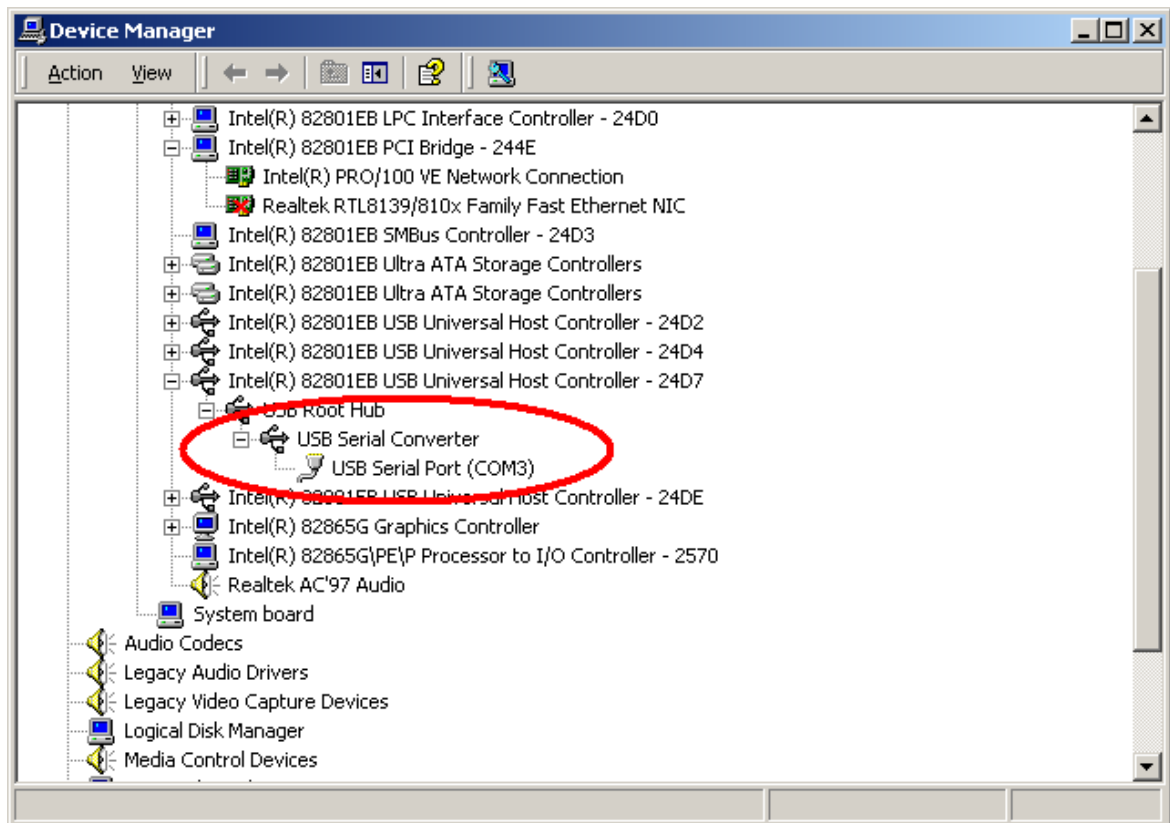 Device Manager
Action View
Intel(R) 82801EB LPC Interface Controller - 24D0
Intel(R) 82801EB PCI Bridge - 244E
Intel(R) PRO/100 VE Network Connection
Realtek RTL8139/810x Family Fast Ethernet NIC
Intel(R) 82801EB SMBus Controller - 24D3
Intel(R) 82801EB Ultra ATA Storage Controllers
Intel(R) 82801EB Ultra ATA Storage Controllers
Intel(R) 82801EB USB Universal Host Controller - 24D2
Intel(R) 82801EB USB Universal Host Controller - 24D4
Intel(R) 82801EB USB Universal Host Controller - 24D7
USB Root Hub
USB Serial Converter
USB Serial Port (COM3)
Intel(R) 82801EB USB Universal Host Controller - 24DE
Intel(R) 82865G Graphics Controller
Intel(R) 82865G\PE\P Processor to I/O Controller - 2570
Realtek AC'97 Audio
System board
Audio Codecs
Legacy Audio Drivers
Legacy Video Capture Devices
Logical Disk Manager
Media Control Devices